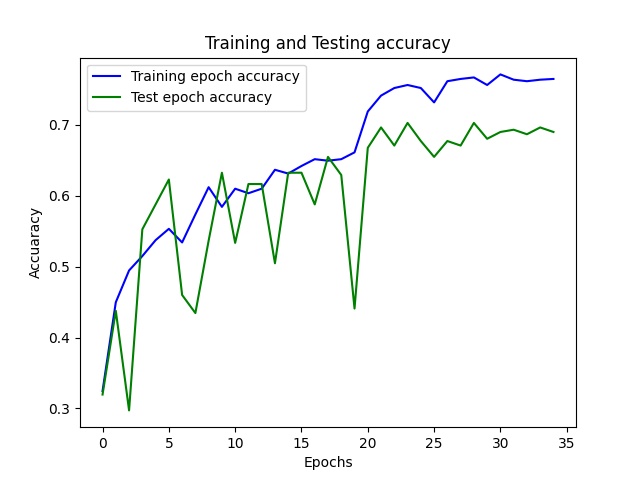 Training and Testing accuracy
Training epoch accuracy
Test epoch accuracy
0.7
0.6
0.5
0.4
0.3
Accuaracy
0 5 10 15 20 25 30 35
Epochs